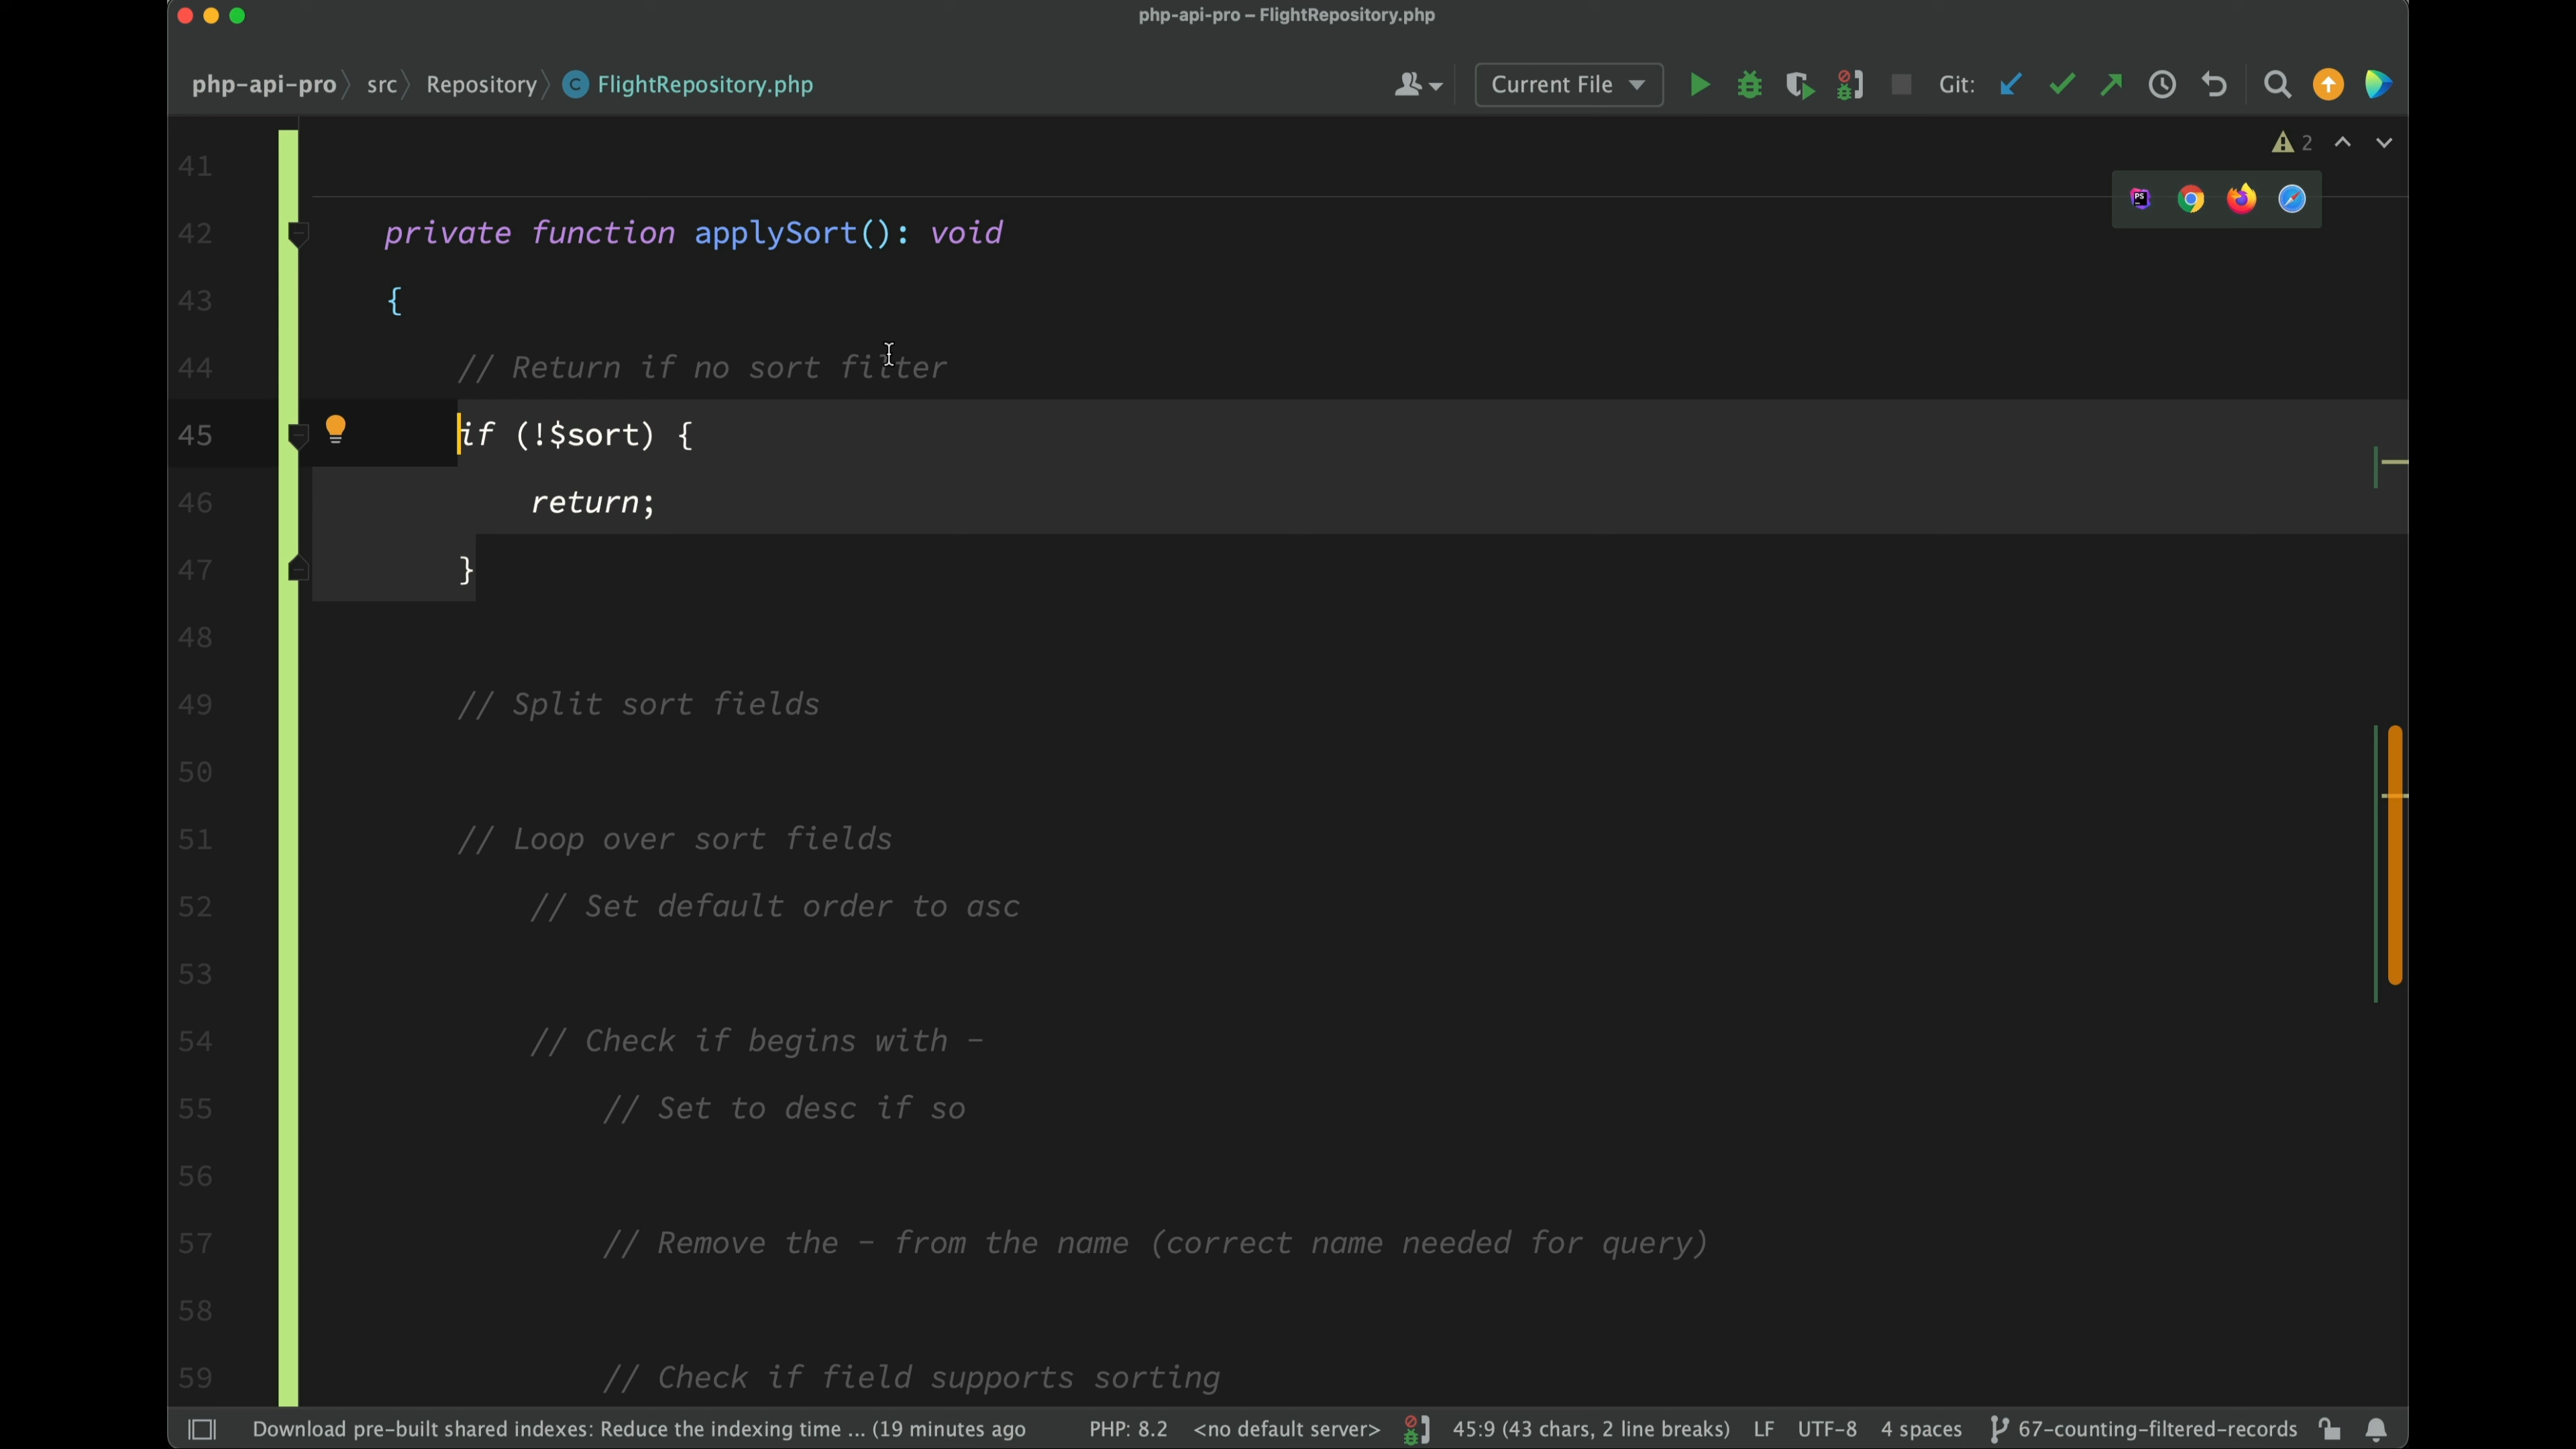 php-api-pro – FlightRepository.php
php-api-pro src Repository C FlightRepository.php Current File Git:
2
41
42 private function applySort(): void
43 {
44 // Return if no sort filter
45 if (!$sort) {
46 return;
47 }
48
49 // Split sort fields
50
51 // Loop over sort fields
52 // Set default order to asc
53
54 // Check if begins with -
55 // Set to desc if so
56
57 // Remove the - from the name (correct name needed for query)
58
59 // Check if field supports sorting
Download pre-built shared indexes: Reduce the indexing time ... (19 minutes ago PHP: 8.2 <no default server> 45:9 (43 chars, 2 line breaks) LF UTF-8 4 spaces 67-counting-filtered-records